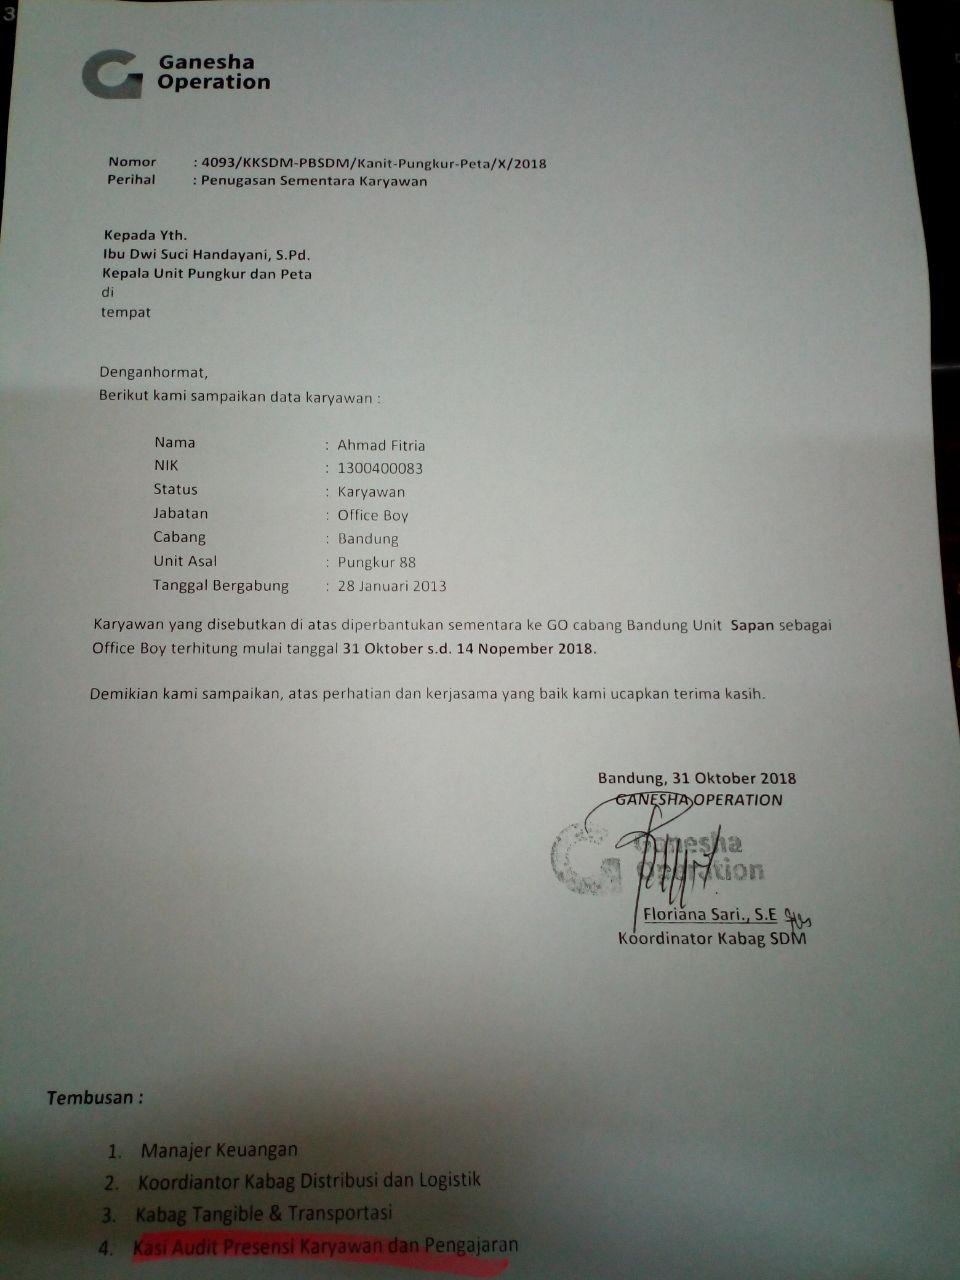 Ganesha
Operation
Nomor : 4093/KKSDM-PBSDM/Kanit-Pungkur-Peta/X/2018
Perihal : Penugasan Sementara Karyawan
Kepada Yth.
Ibu Dwi Suci Handayani, S.Pd.
Kepala Unit Pungkur dan Peta
di
tempat
Denganhormat,
Berikut kami sampaikan data karyawan :
Nama : Ahmad Fitria
NIK : 1300400083
Status : Karyawan
Jabatan : Office Boy
Cabang : Bandung
Unit Asal : Pungkur 88
Tanggal Bergabung : 28 Januari 2013
Karyawan yang disebutkan di atas diperbantukan sementara ke GO cabang Bandung Unit Sapan sebagai
Office Boy terhitung mulai tanggal 31 Oktober s.d. 14 Nopember 2018.
Demikian kami sampaikan, atas perhatian dan kerjasama yang baik kami ucapkan terima kasih.
Bandung, 31 Oktober 2018
GANESHA OPERATION
Ganesha
Operation
Floriana Sari., S.E
Koordinator Kabag SDM
Tembusan :
1. Manajer Keuangan
2. Koordiantor Kabag Distribusi dan Logistik
3. Kabag Tangible & Transportasi
4. Kasi Audit Presensi Karyawan dan Pengajaran